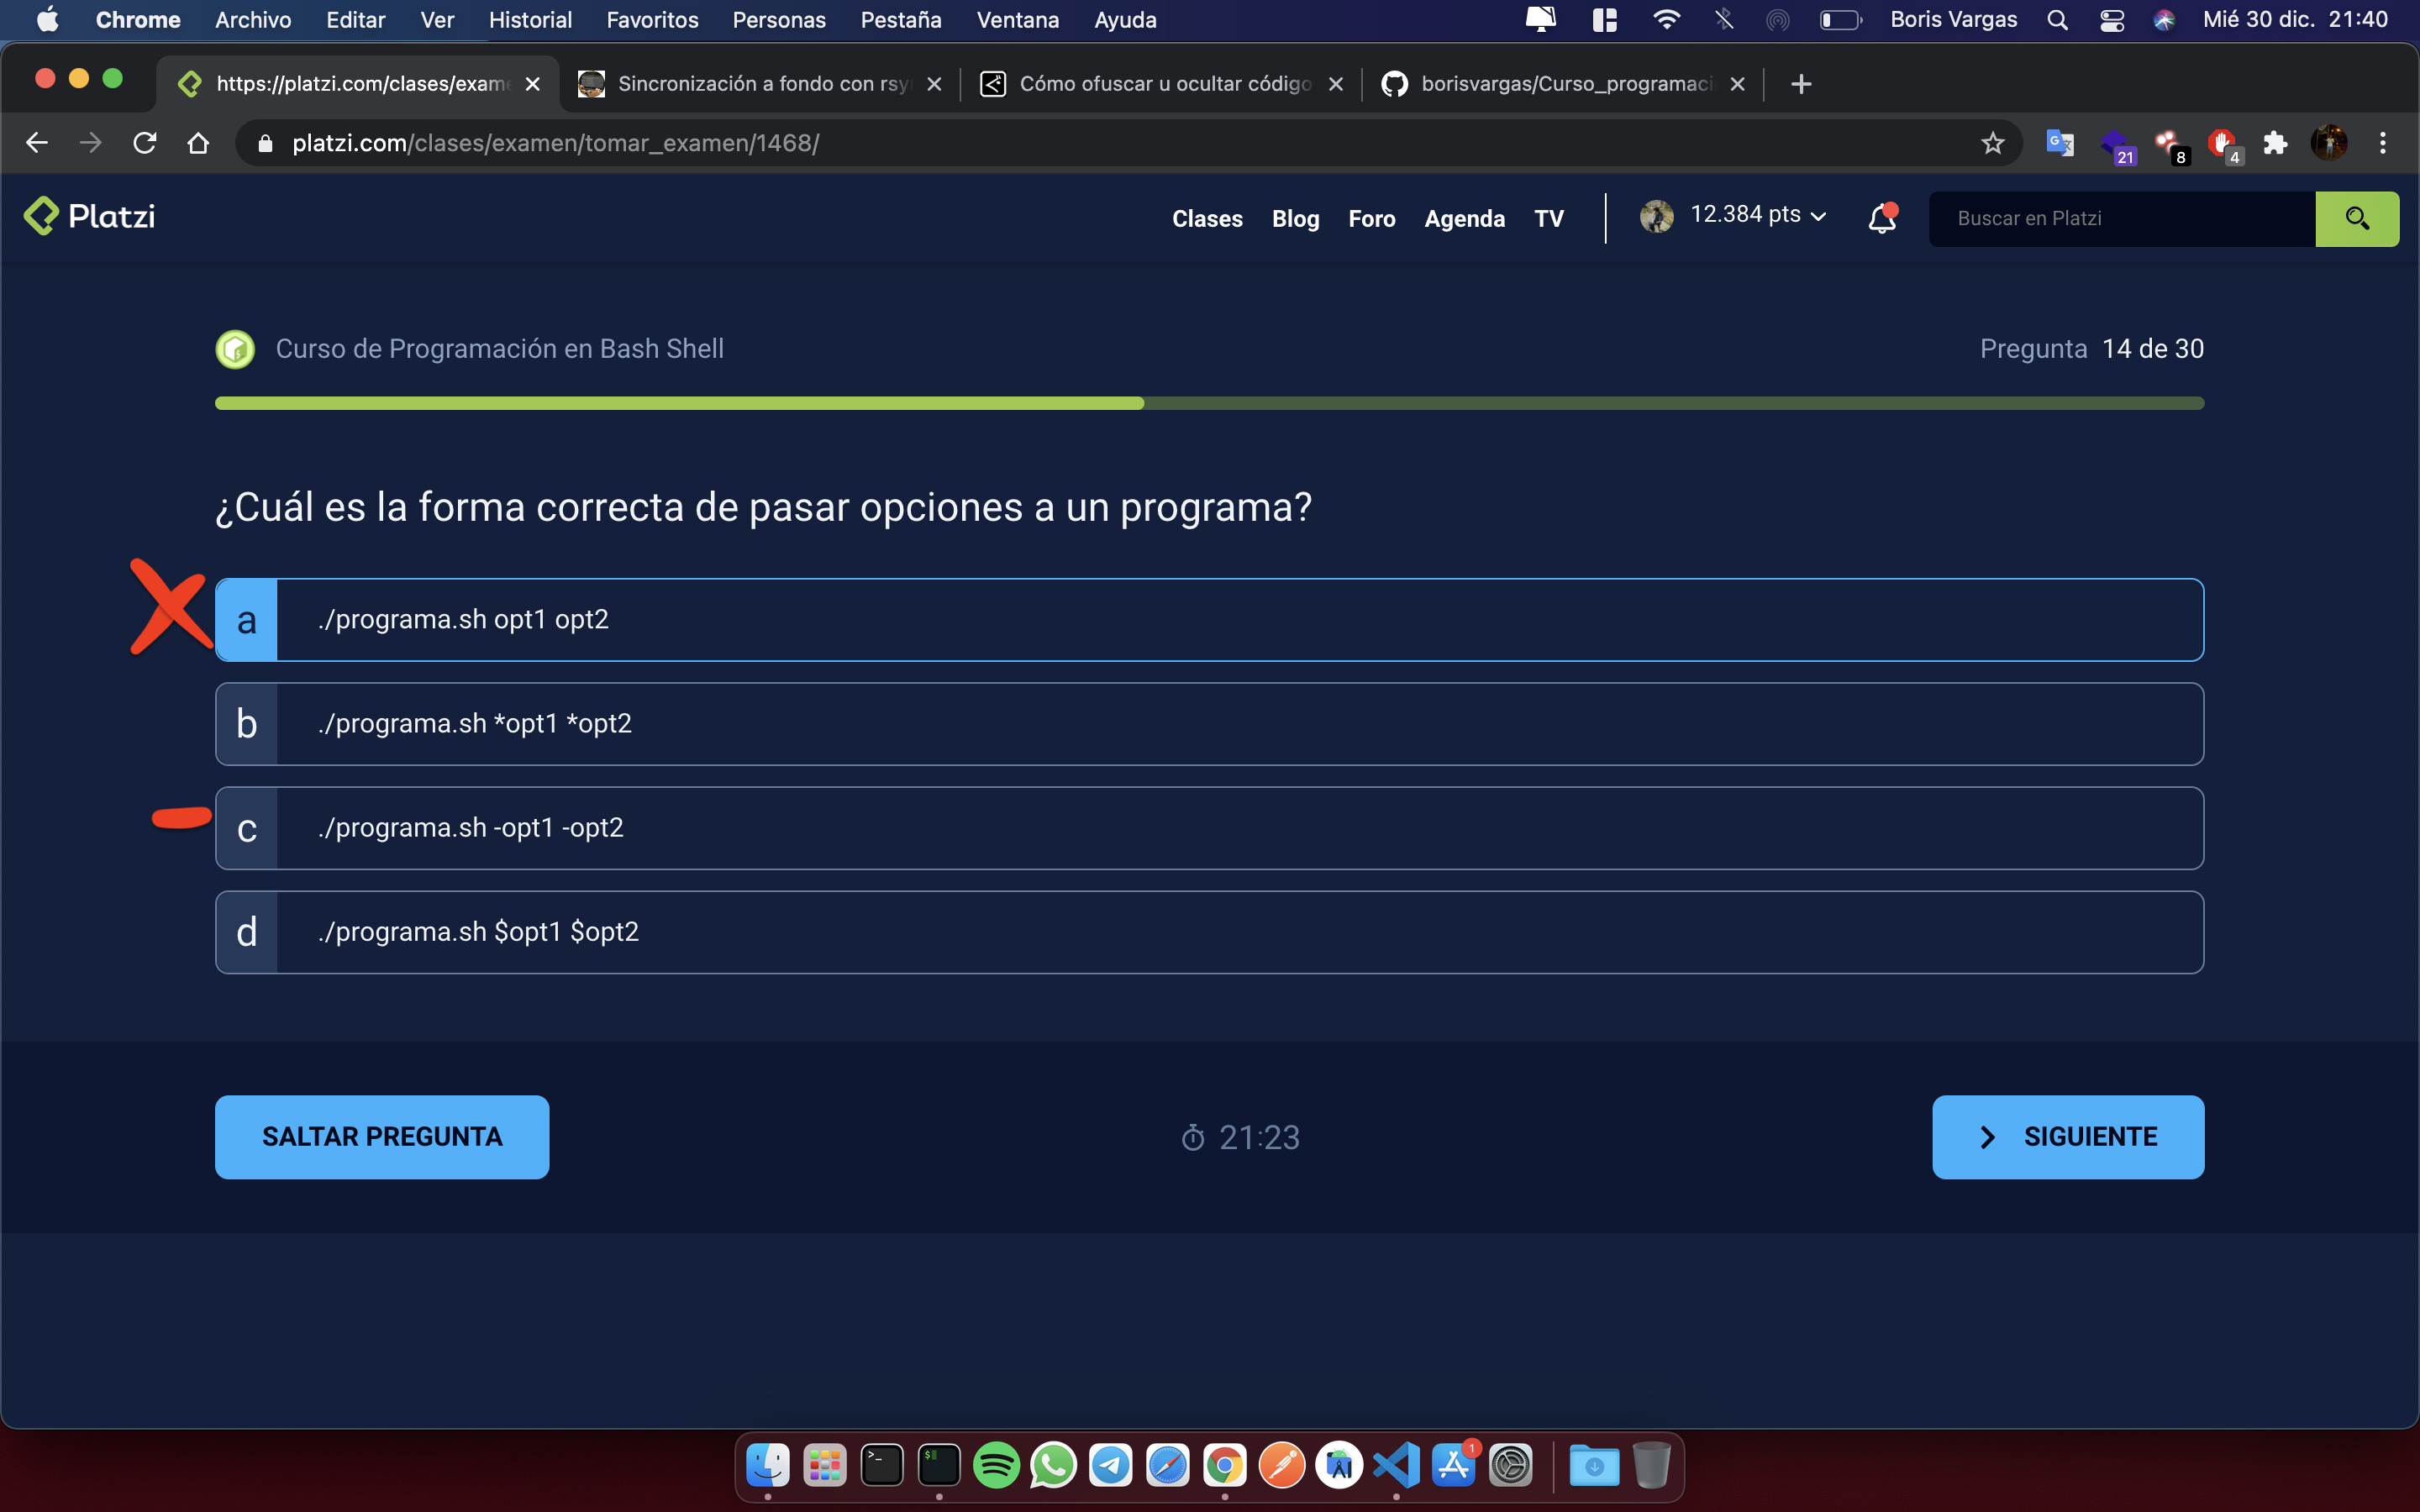 Chrome Archivo Editar Ver Historial Favoritos Personas Pestaña Ventana Ayuda Boris Vargas Mié 30 dic. 21:40
https://platzi.com/clases/exame Sincronización a fondo con rsy Cómo ofuscar u ocultar código borisvargas/Curso_programaci
platzi.com/clases/examen/tomar_examen/1468/ 21 8 4
Platzi Clases Blog Foro Agenda TV 12.384 pts Buscar en Platzi
Curso de Programación en Bash Shell Pregunta 14 de 30
¿Cuál es la forma correcta de pasar opciones a un programa?
a ./programa.sh opt1 opt2
b ./programa.sh *opt1 *opt2
c ./programa.sh -opt1 -opt2
d ./programa.sh $opt1 $opt2
SALTAR PREGUNTA 21:23 SIGUIENTE
1